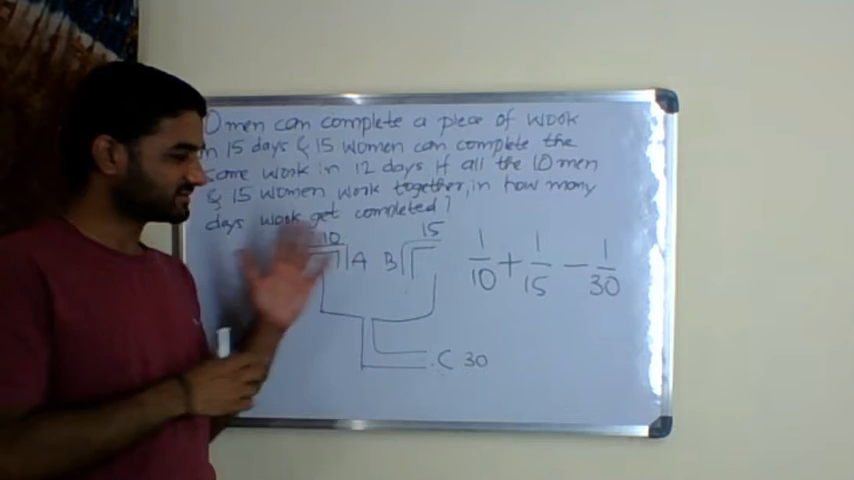 0 men can complete a piece of work
n 15 days & 15 women can complete the
same work in 12 days If all the 10 men
& 15 women work together, in how many
days work get completed?
10 A B 15
1/10 + 1/15 - 1/30
C 30